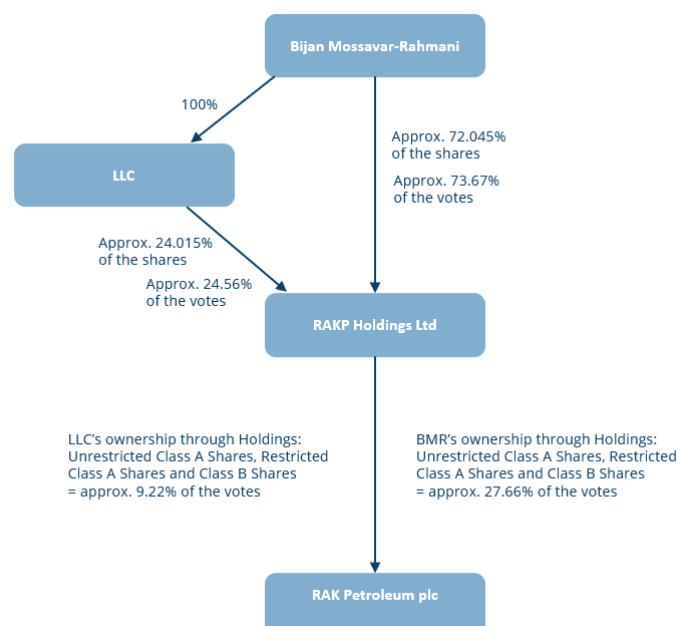 Bijan Mossavar-Rahmani
100%
Approx. 72.045%
of the shares
Approx. 73.67%
of the votes
LLC
Approx. 24.015%
of the shares
Approx. 24.56%
of the votes
RAKP Holdings Ltd
LLC’s ownership through Holdings:
Unrestricted Class A Shares, Restricted
Class A Shares and Class B Shares
= approx. 9.22% of the votes
BMR’s ownership through Holdings:
Unrestricted Class A Shares, Restricted
Class A Shares and Class B Shares
= approx. 27.66% of the votes
RAK Petroleum plc